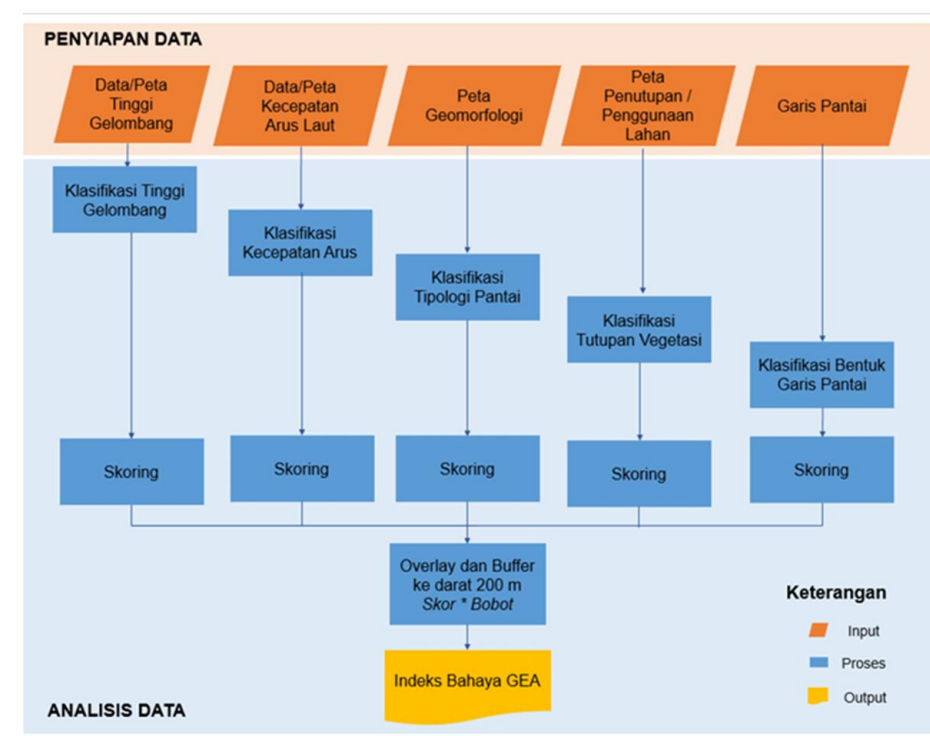 PENYIAPAN DATA
Data/Peta
Tinggi
Gelombang
Data/Peta
Kecepatan
Arus Laut
Peta
Geomorfologi
Peta
Penutupan /
Penggunaan
Lahan
Garis Pantai
Klasifikasi Tinggi
Gelombang
Klasifikasi
Kecepatan Arus
Klasifikasi
Tipologi Pantai
Klasifikasi
Tutupan Vegetasi
Klasifikasi Bentuk
Garis Pantai
Skoring
Skoring
Skoring
Skoring
Skoring
Overlay dan Buffer
ke darat 200 m
Skor * Bobot
Indeks Bahaya GEA
Keterangan
Input
Proses
Output
ANALISIS DATA